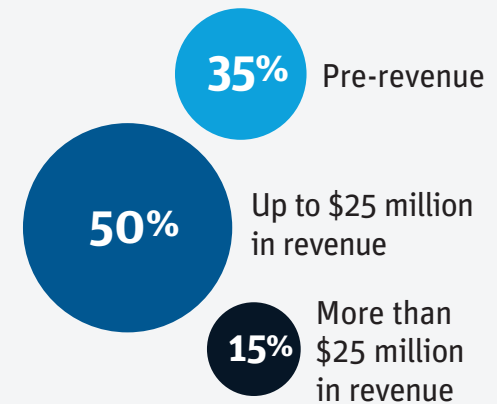 35% Pre-revenue
50%
Up to $25 million
in revenue
15%
More than
$25 million
in revenue